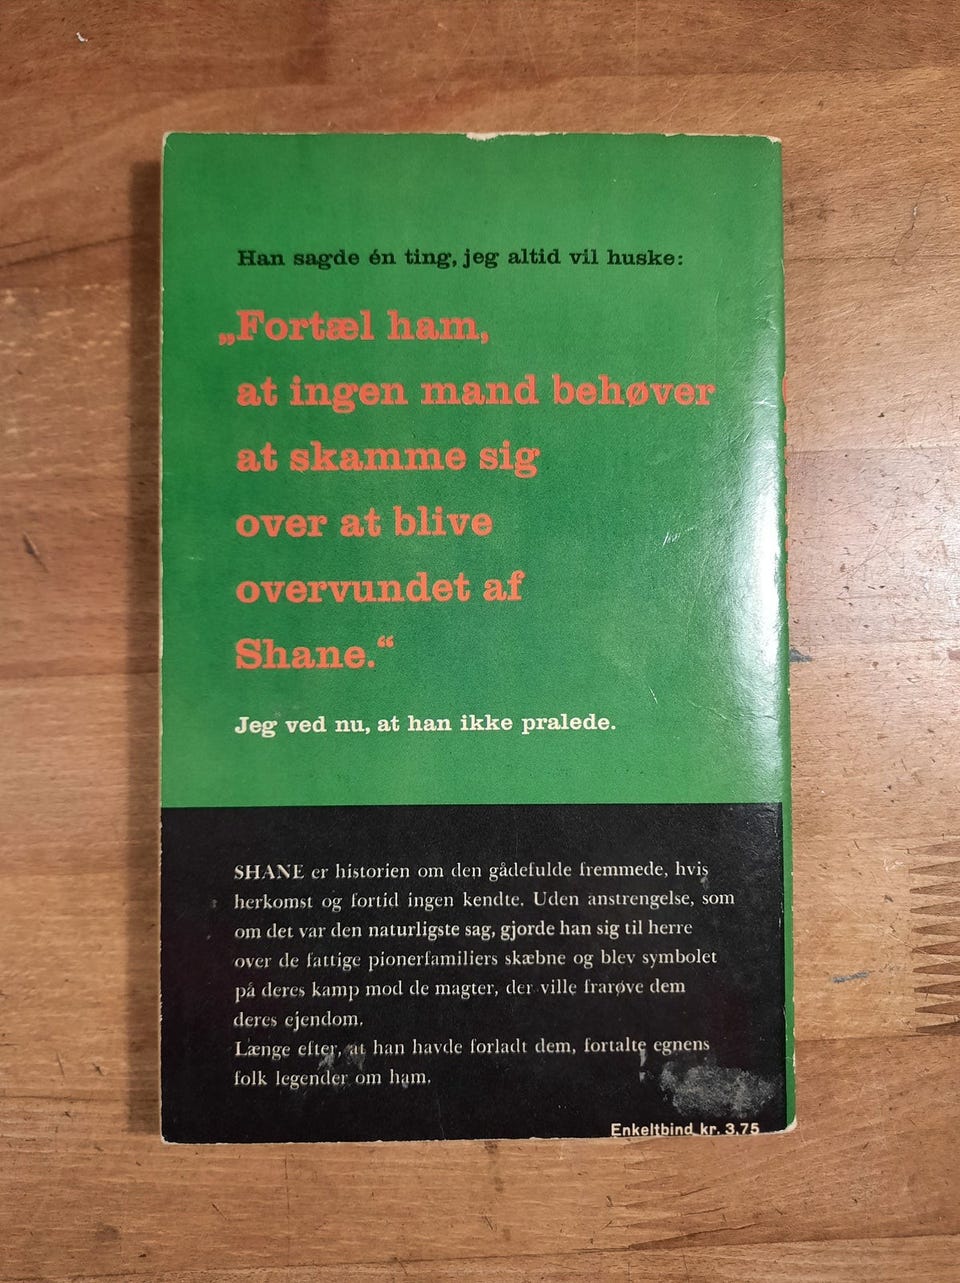 Han sagde én ting, jeg altid vil huske:
„Fortæl ham,
at ingen mand behøver
at skamme sig
over at blive
overvundet af
Shane.“
Jeg ved nu, at han ikke pralede.
SHANE er historien om den gådefulde fremmede, hvis
herkomst og fortid ingen kendte. Uden anstrengelse, som
om det var den naturligste sag, gjorde han sig til herre
over de fattige pionerfamiliers skæbne og blev symbolet
på deres kamp mod de magter, der ville frarøve dem
deres ejendom.
Længe efter, at han havde forladt dem, fortalte egnens
folk legender om ham.
Enkeltbind kr. 3,75